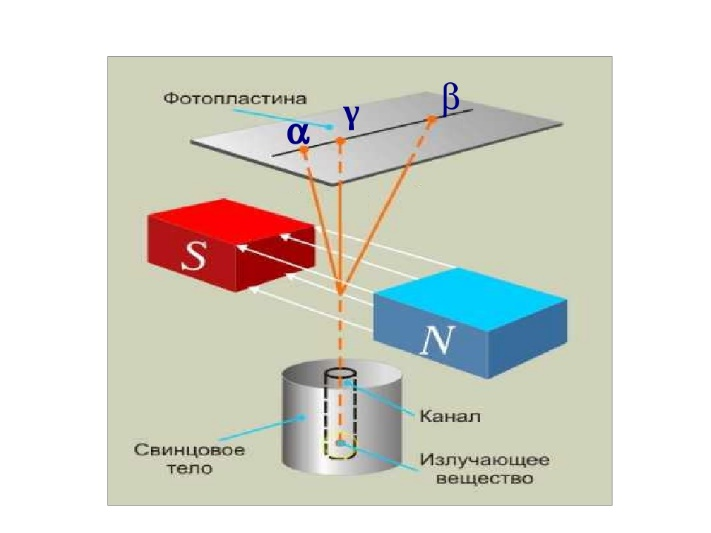 Фотопластина
α
γ
β
S
N
Канал
Свинцовое
тело
Излучающее
вещество